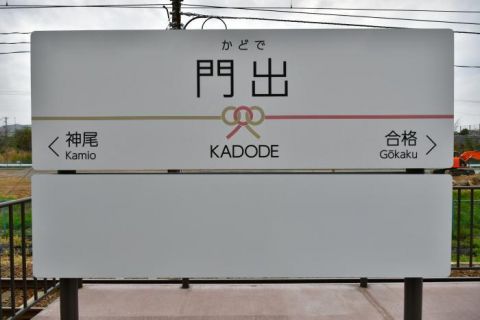 かどで
門出
KADODE
< 神尾
Kamio
合格 >
Gōkaku